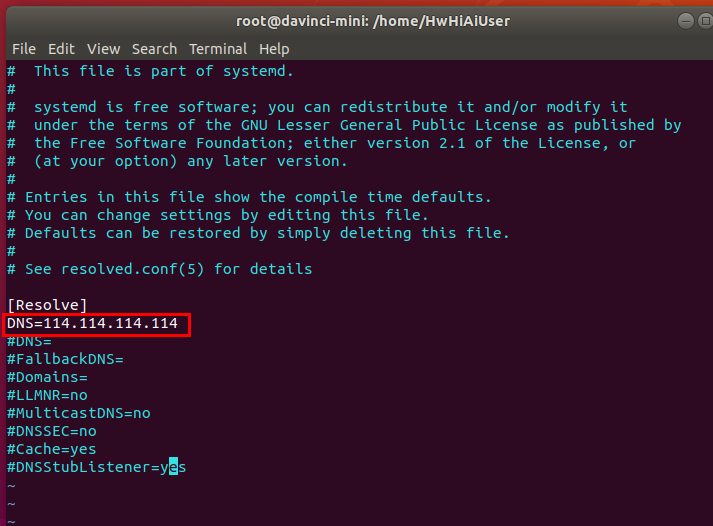 root@davinci-mini: /home/HwHiAiUser
File Edit View Search Terminal Help
#  This file is part of systemd.
#
#  systemd is free software; you can redistribute it and/or modify it
#  under the terms of the GNU Lesser General Public License as published by
#  the Free Software Foundation; either version 2.1 of the License, or
#  (at your option) any later version.
#
# Entries in this file show the compile time defaults.
# You can change settings by editing this file.
# Defaults can be restored by simply deleting this file.
#
# See resolved.conf(5) for details
[Resolve]
DNS=114.114.114.114
#DNS=
#FallbackDNS=
#Domains=
#LLMNR=no
#MulticastDNS=no
#DNSSEC=no
#Cache=yes
#DNSStubListener=yes
~
~
~